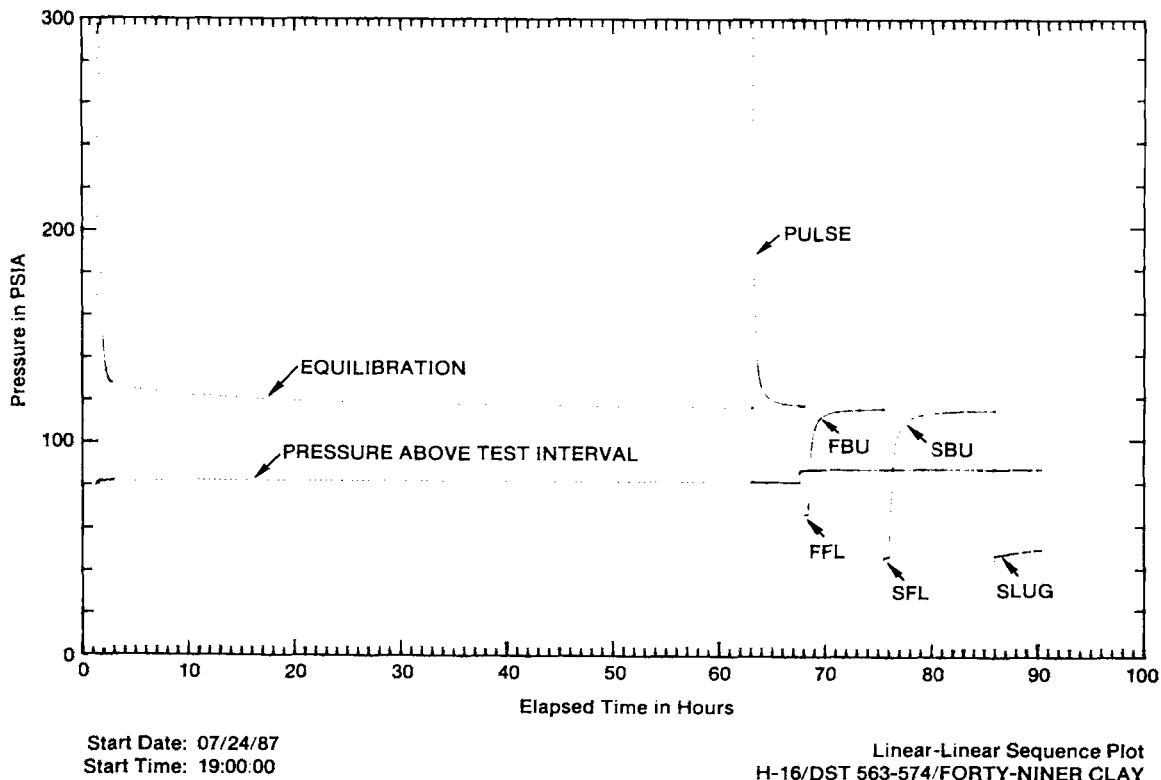 300
200
100
0
Pressure in PSIA
PULSE
EQUILIBRATION
PRESSURE ABOVE TEST INTERVAL
FBU
SBU
FFL
SFL
SLUG
0 10 20 30 40 50 60 70 80 90 100
Elapsed Time in Hours
Start Date: 07/24/87
Start Time: 19:00:00
Linear-Linear Sequence Plot
H-16/DST 563-574/FORTY-NINER CLAY